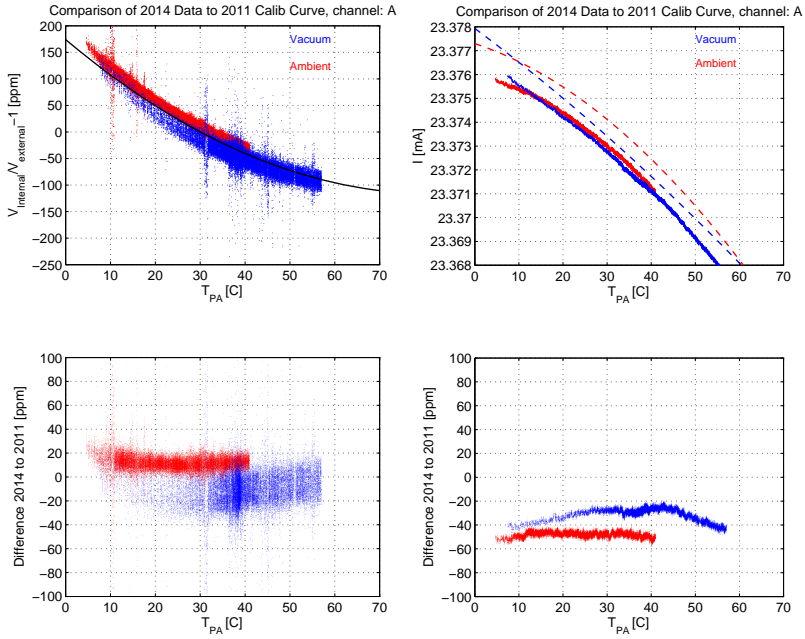 Comparison of 2014 Data to 2011 Calib Curve, channel: A
200
150
100
50
0
−50
−100
−150
−200
−250
V_internal/V_external−1 [ppm]
Vacuum
Ambient
0 10 20 30 40 50 60 70
T_PA [C]
Comparison of 2014 Data to 2011 Calib Curve, channel: A
23.378
23.377
23.376
23.375
23.374
23.373
23.372
23.371
23.37
23.369
23.368
I [mA]
Vacuum
Ambient
0 10 20 30 40 50 60 70
T_PA [C]
100
80
60
40
20
0
−20
−40
−60
−80
−100
Difference 2014 to 2011 [ppm]
0 10 20 30 40 50 60 70
T_PA [C]
100
80
60
40
20
0
−20
−40
−60
−80
−100
Difference 2014 to 2011 [ppm]
0 10 20 30 40 50 60 70
T_PA [C]